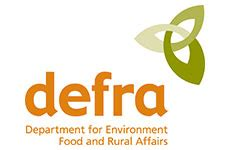 defra
Department for Environment
Food and Rural Affairs